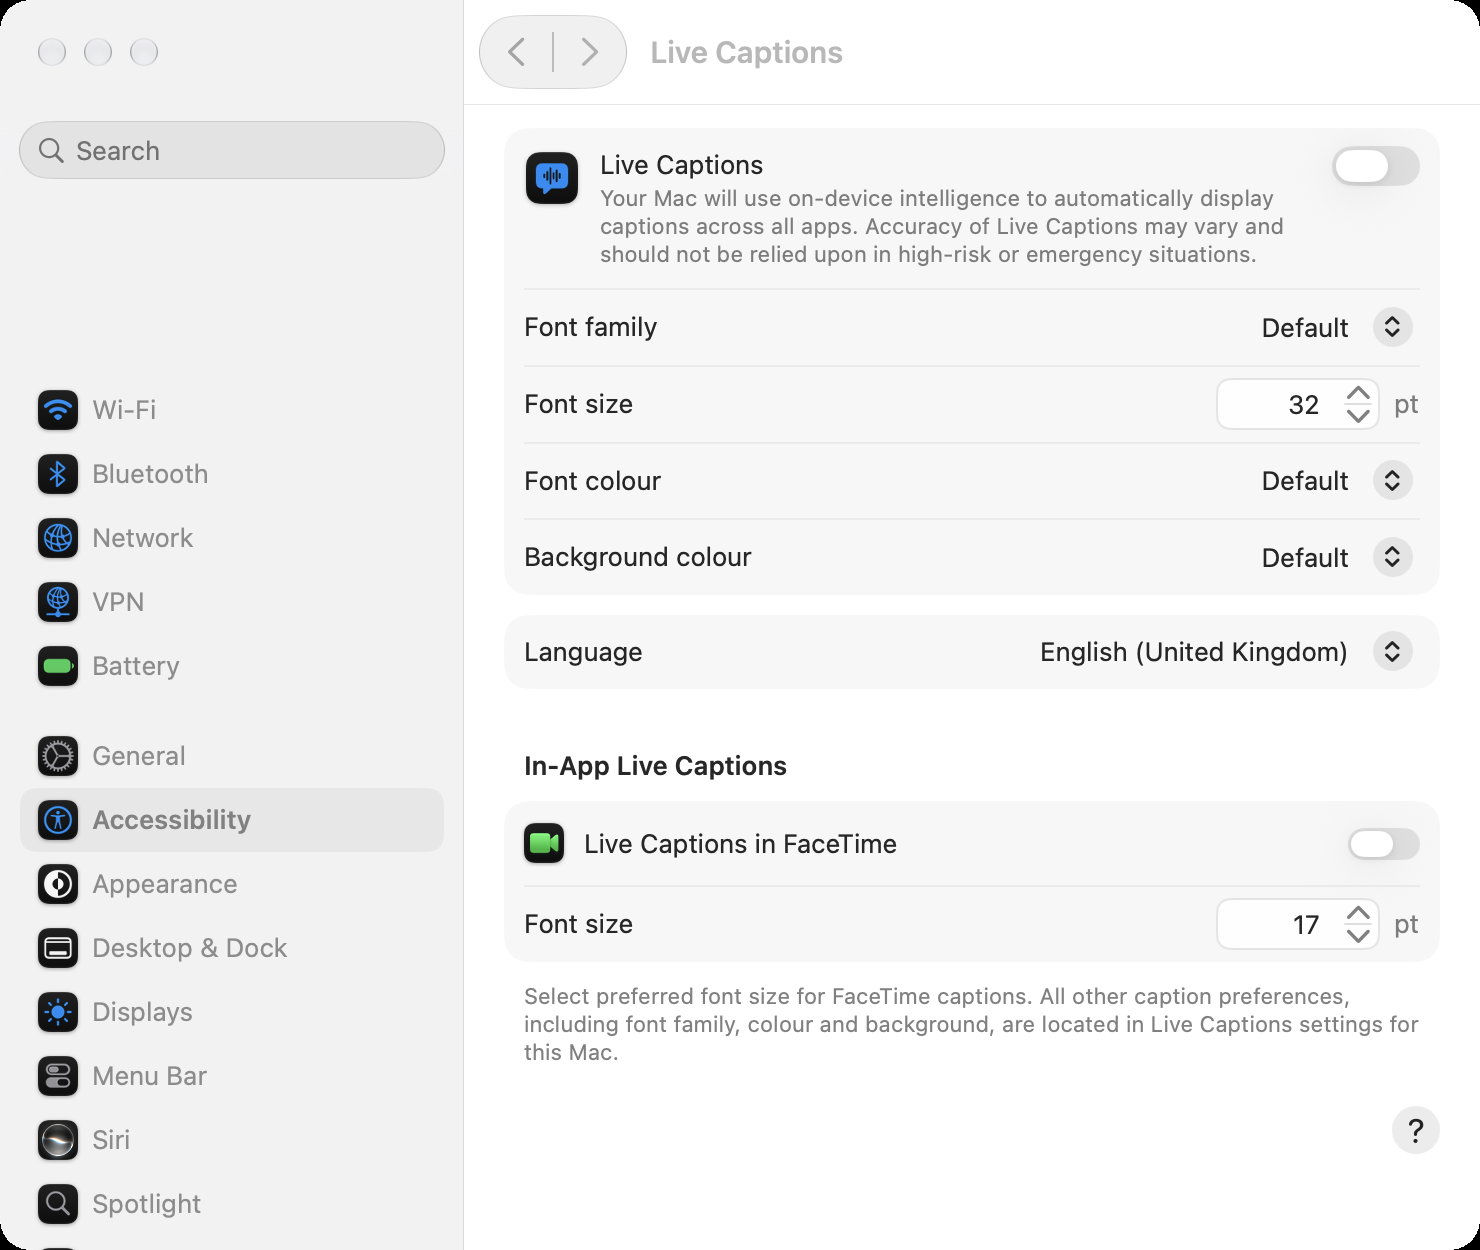 Search
Wi-Fi
Bluetooth
Network
VPN
Battery
General
Accessibility
Appearance
Desktop & Dock
Displays
Menu Bar
Siri
Spotlight
Live Captions
Live Captions
Your Mac will use on-device intelligence to automatically display
captions across all apps. Accuracy of Live Captions may vary and
should not be relied upon in high-risk or emergency situations.
Font family Default
Font size 32 pt
Font colour Default
Background colour Default
Language English (United Kingdom)
In-App Live Captions
Live Captions in FaceTime
Font size 17 pt
Select preferred font size for FaceTime captions. All other caption preferences,
including font family, colour and background, are located in Live Captions settings for
this Mac.
?